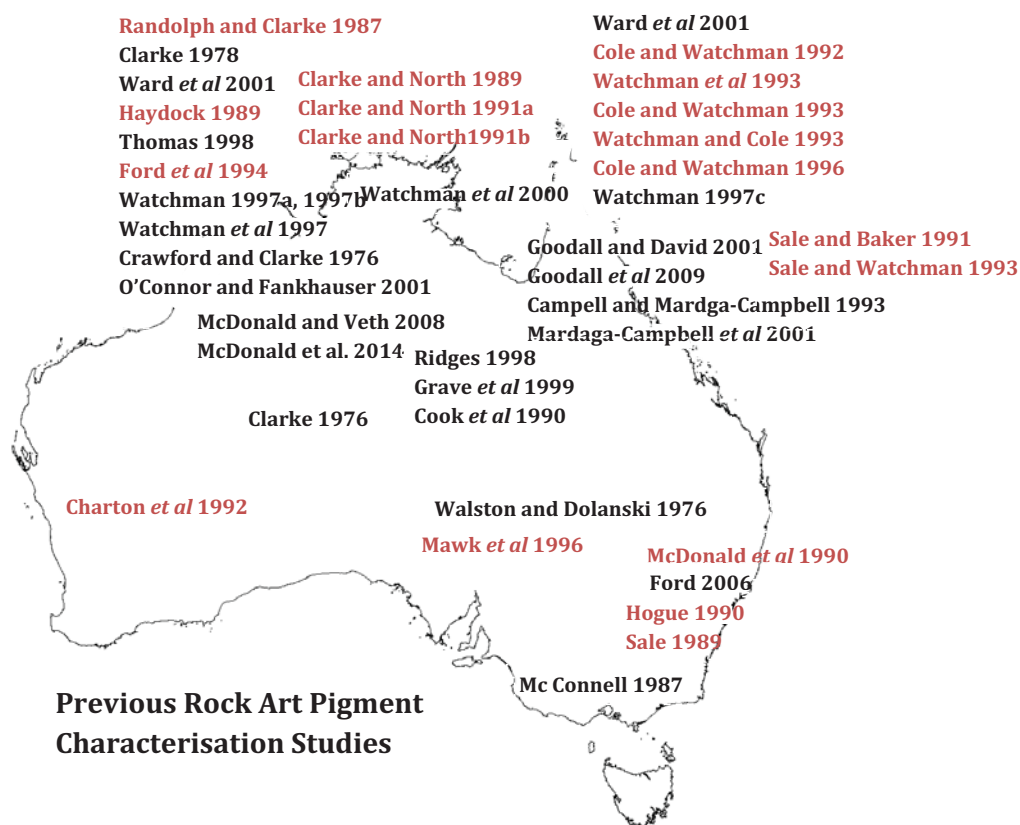 Randolph and Clarke 1987
Clarke 1978
Ward et al 2001
Haydock 1989
Thomas 1998
Ford et al 1994
Watchman 1997a, 1997b
Watchman et al 1997
Crawford and Clarke 1976
O'Connor and Fankhauser 2001
Clarke and North 1989
Clarke and North 1991a
Clarke and North1991b
Watchman et al 2000
Ward et al 2001
Cole and Watchman 1992
Watchman et al 1993
Cole and Watchman 1993
Watchman and Cole 1993
Cole and Watchman 1996
Watchman 1997c
Goodall and David 2001
Goodall et al 2009
Campell and Mardga-Campbell 1993
Mardaga-Campbell et al 2001
Sale and Baker 1991
Sale and Watchman 1993
McDonald and Veth 2008
McDonald et al. 2014
Ridges 1998
Grave et al 1999
Cook et al 1990
Clarke 1976
Charton et al 1992
Walston and Dolanski 1976
Mawk et al 1996
McDonald et al 1990
Ford 2006
Hogue 1990
Sale 1989
Mc Connell 1987
Previous Rock Art Pigment
Characterisation Studies